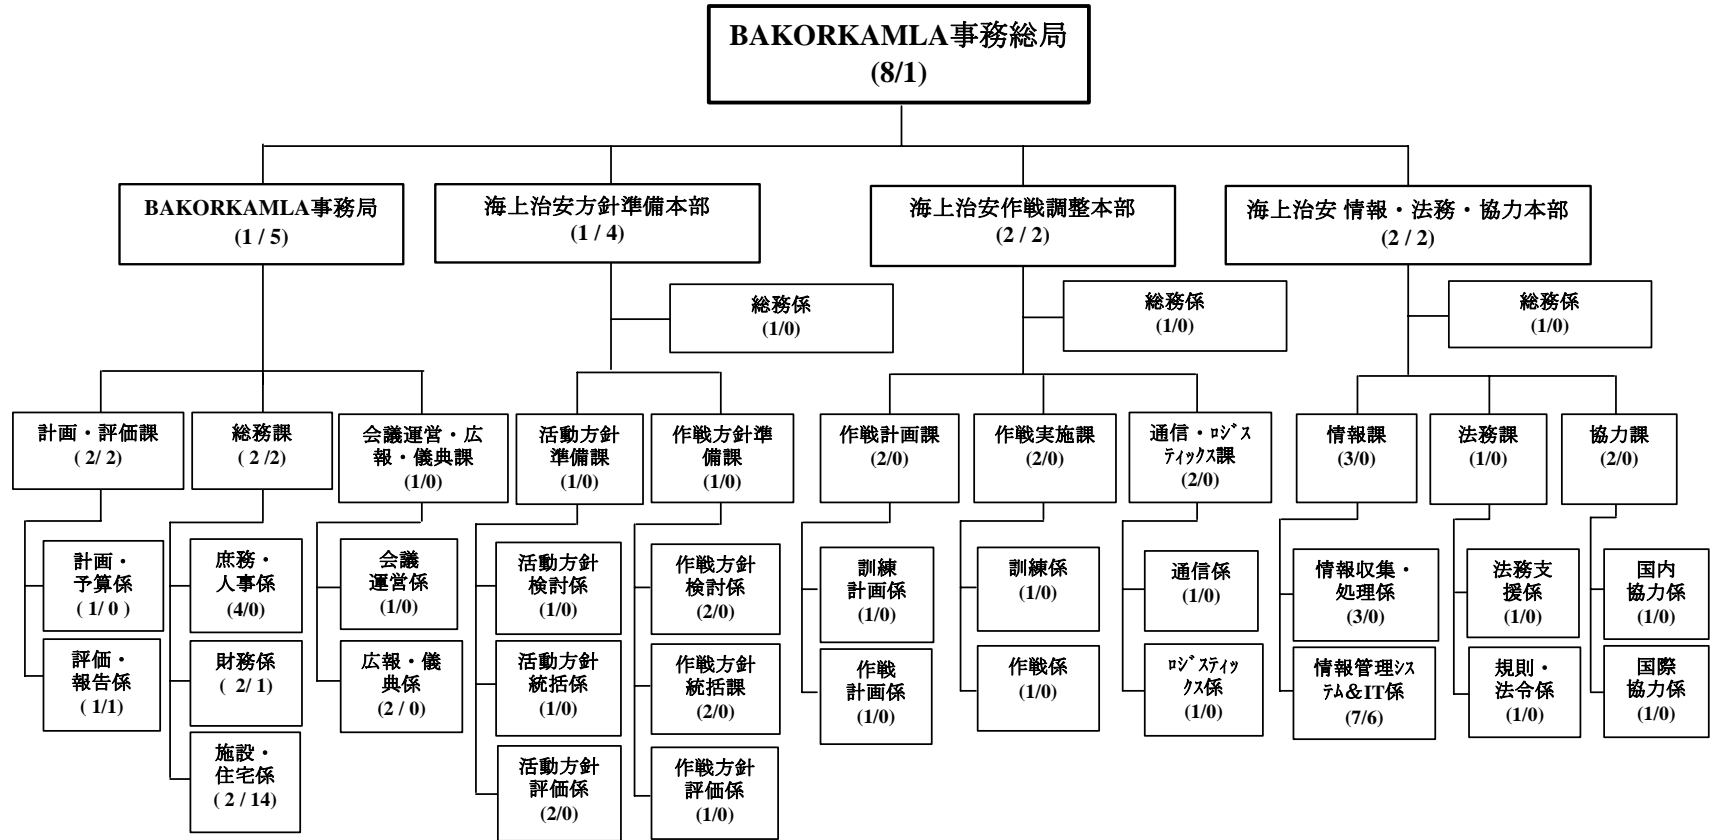 BAKORKAMLA事務総局
(8/1)
BAKORKAMLA事務局
(1 / 5)
海上治安方針準備本部
(1 / 4)
海上治安作戦調整本部
(2 / 2)
海上治安 情報・法務・協力本部
(2 / 2)
総務係
(1/0)
総務係
(1/0)
総務係
(1/0)
計画・評価課
( 2/ 2)
総務課
( 2 /2)
会議運営・広
報・儀典課
(1/0)
活動方針
準備課
(1/0)
作戦方針準
備課
(1/0)
作戦計画課
(2/0)
作戦実施課
(2/0)
通信・ﾛｼﾞｽ
ﾃｨｯｸｽ課
(2/0)
情報課
(3/0)
法務課
(1/0)
協力課
(2/0)
計画・
予算係
( 1/ 0 )
庶務・
人事係
(4/0)
会議
運営係
(1/0)
活動方針
検討係
(1/0)
作戦方針
検討係
(2/0)
訓練
計画係
(1/0)
訓練係
(1/0)
通信係
(1/0)
情報収集・
処理係
(3/0)
法務支
援係
(1/0)
国内
協力係
(1/0)
評価・
報告係
( 1/1)
財務係
( 2/ 1)
広報・儀
典係
(2 / 0)
活動方針
統括係
(1/0)
作戦方針
統括課
(2/0)
作戦
計画係
(1/0)
作戦係
(1/0)
ﾛｼﾞｽﾃｨｯ
ｸｽ係
(1/0)
情報管理ｼｽ
ﾃﾑ&IT係
(7/6)
規則・
法令係
(1/0)
国際
協力係
(1/0)
施設・
住宅係
( 2 / 14)
活動方針
評価係
(2/0)
作戦方針
評価係
(1/0)